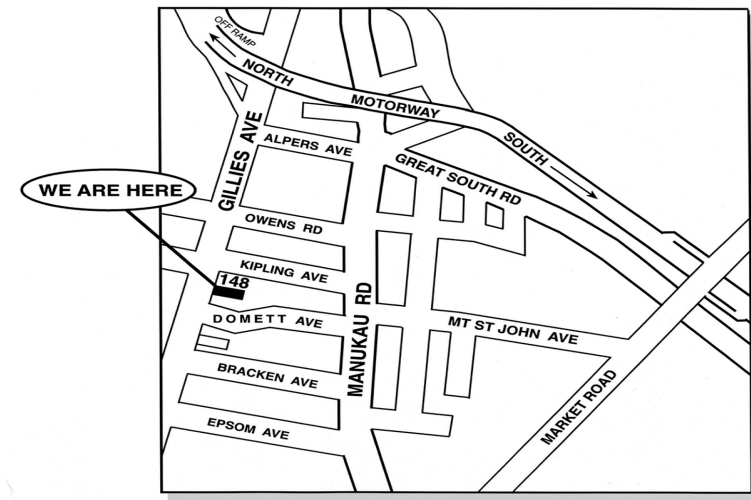 OFF RAMP
NORTH
MOTORWAY
SOUTH
GILLIES AVE
ALPERS AVE
GREAT SOUTH RD
WE ARE HERE
OWENS RD
KIPLING AVE
148
DOMETT AVE
MANUKAU RD
MT ST JOHN AVE
BRACKEN AVE
MARKET ROAD
EPSOM AVE